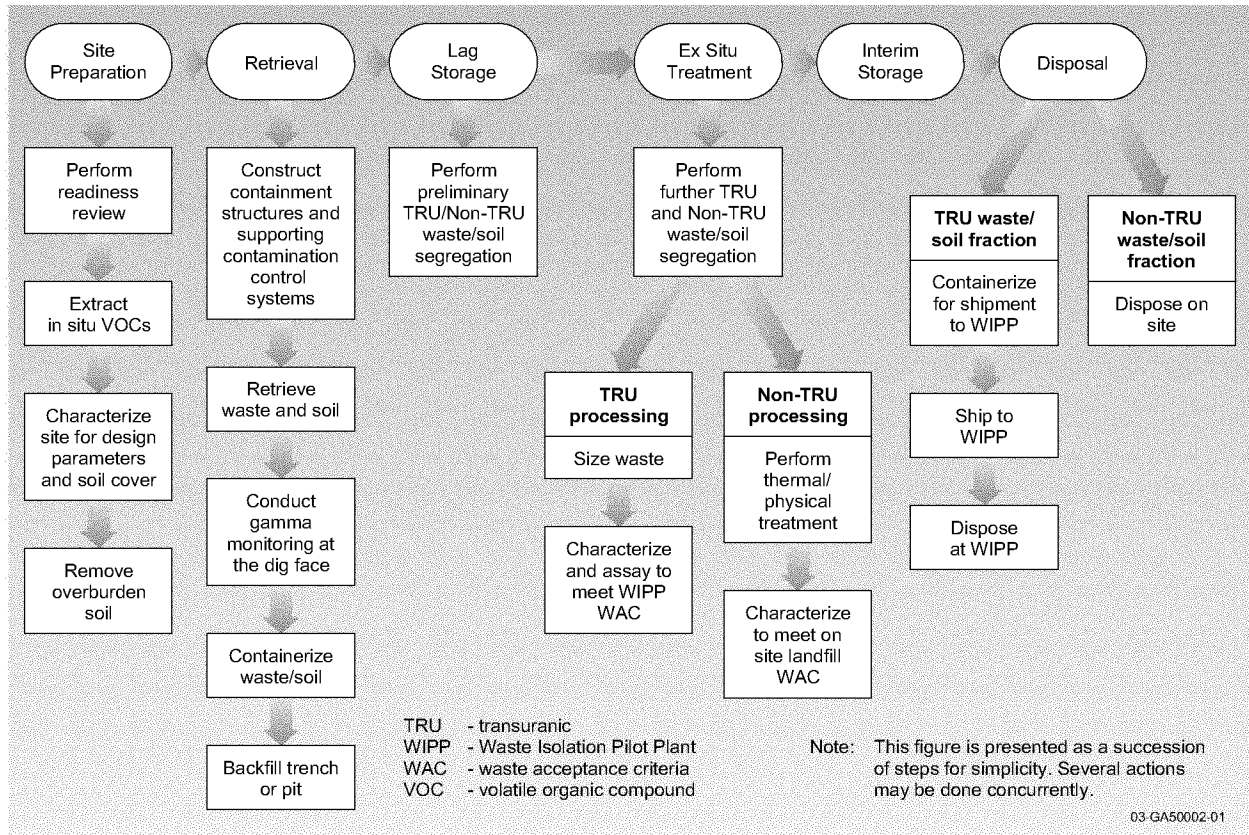 Site
Preparation
Retrieval
Lag
Storage
Ex Situ
Treatment
Interim
Storage
Disposal
Perform
readiness
review
Extract
in situ VOCs
Characterize
site for design
parameters
and soil cover
Remove
overburden
soil
Construct
containment
structures and
supporting
contamination
control
systems
Retrieve
waste and soil
Conduct
gamma
monitoring at
the dig face
Containerize
waste/soil
Backfill trench
or pit
Perform
preliminary
TRU/Non-TRU
waste/soil
segregation
Perform
further TRU
and Non-TRU
waste/soil
segregation
TRU
processing
Size waste
Characterize
and assay to
meet WIPP
WAC
Non-TRU
processing
Perform
thermal/
physical
treatment
Characterize
to meet on
site landfill
WAC
TRU waste/
soil fraction
Containerize
for shipment
to WIPP
Ship to
WIPP
Dispose
at WIPP
Non-TRU
waste/soil
fraction
Dispose on
site
TRU - transuranic
WIPP - Waste Isolation Pilot Plant
WAC - waste acceptance criteria
VOC - volatile organic compound
Note: This figure is presented as a succession
of steps for simplicity. Several actions
may be done concurrently.
03-GA50002-01